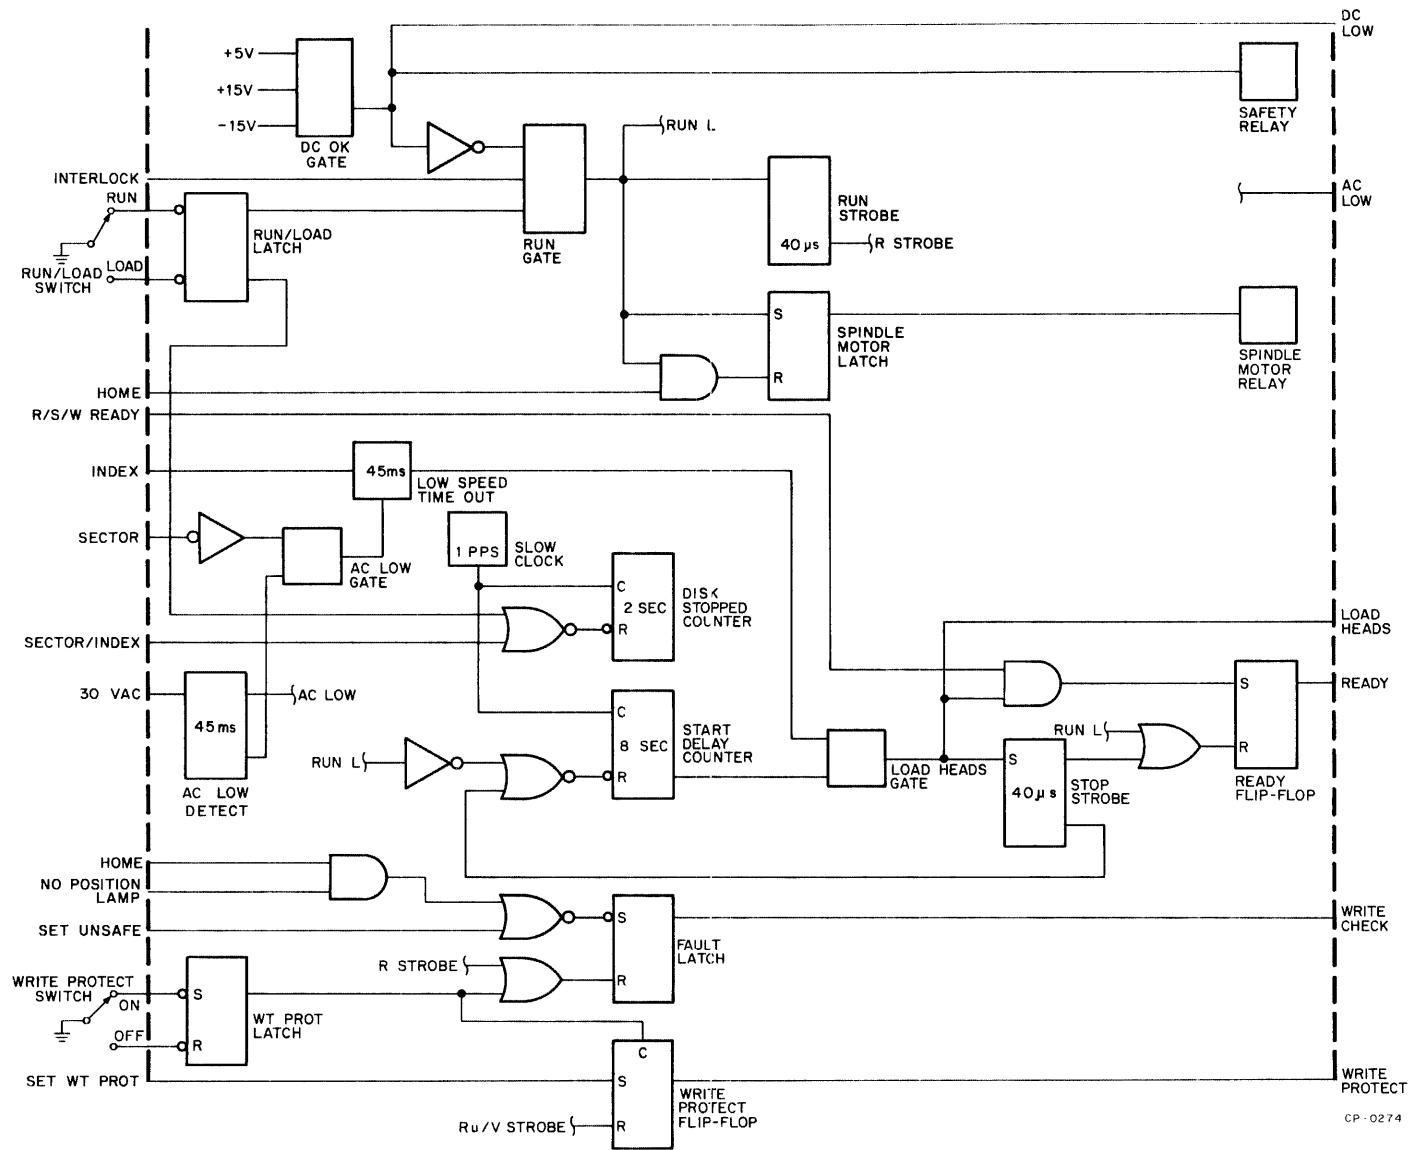 DC
LOW
+5V
+15V
-15V
DC OK
GATE
SAFETY
RELAY
RUN L
INTERLOCK
RUN
RUN/LOAD
LATCH
RUN
GATE
RUN
STROBE
40 µs
R STROBE
AC
LOW
LOAD
RUN/LOAD
SWITCH
S
R
SPINDLE
MOTOR
LATCH
SPINDLE
MOTOR
RELAY
HOME
R/S/W READY
INDEX
45ms
LOW SPEED
TIME OUT
SECTOR
AC LOW
GATE
1 PPS
SLOW
CLOCK
C
2 SEC
R
DISK
STOPPED
COUNTER
SECTOR/INDEX
LOAD
HEADS
30 VAC
45ms
AC LOW
AC LOW
DETECT
RUN L
C
8 SEC
R
START
DELAY
COUNTER
LOAD HEADS
GATE
RUN L
S
40µs
STOP
STROBE
S
R
READY
FLIP-FLOP
READY
HOME
NO POSITION
LAMP
SET UNSAFE
S
R
FAULT
LATCH
WRITE
CHECK
R STROBE
WRITE PROTECT
SWITCH
ON
OFF
S
R
WT PROT
LATCH
SET WT PROT
C
S
R
WRITE
PROTECT
FLIP-FLOP
Ru/V STROBE
WRITE
PROTECT
CP-0274